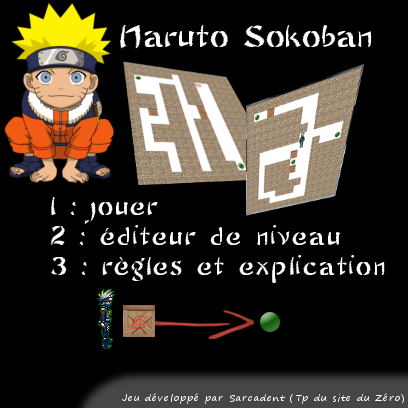 Naruto Sokoban
1 : jouer
2 : éditeur de niveau
3 : règles et explication
Jeu développé par Sarcadent (Tp du site du Zéro)